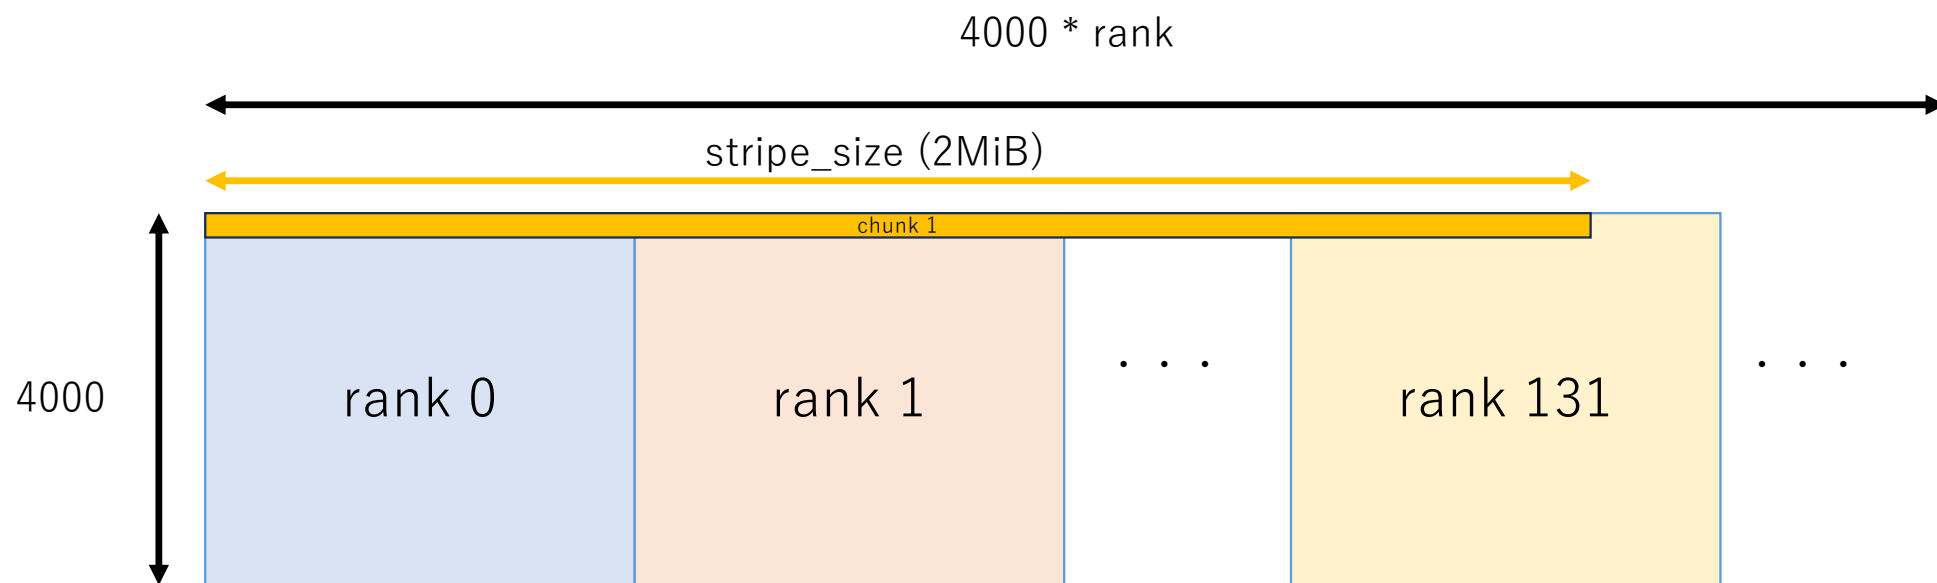 4000 * rank
stripe_size (2MiB)
chunk 1
4000
rank 0
rank 1
. . .
rank 131
. . .